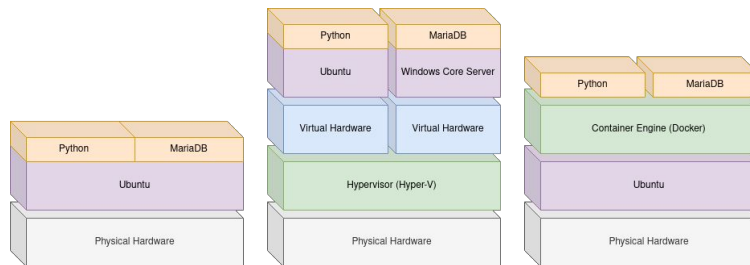 Python
MariaDB
Ubuntu
Physical Hardware
Python
MariaDB
Ubuntu
Windows Core Server
Virtual Hardware
Virtual Hardware
Hypervisor (Hyper-V)
Physical Hardware
Python
MariaDB
Container Engine (Docker)
Ubuntu
Physical Hardware